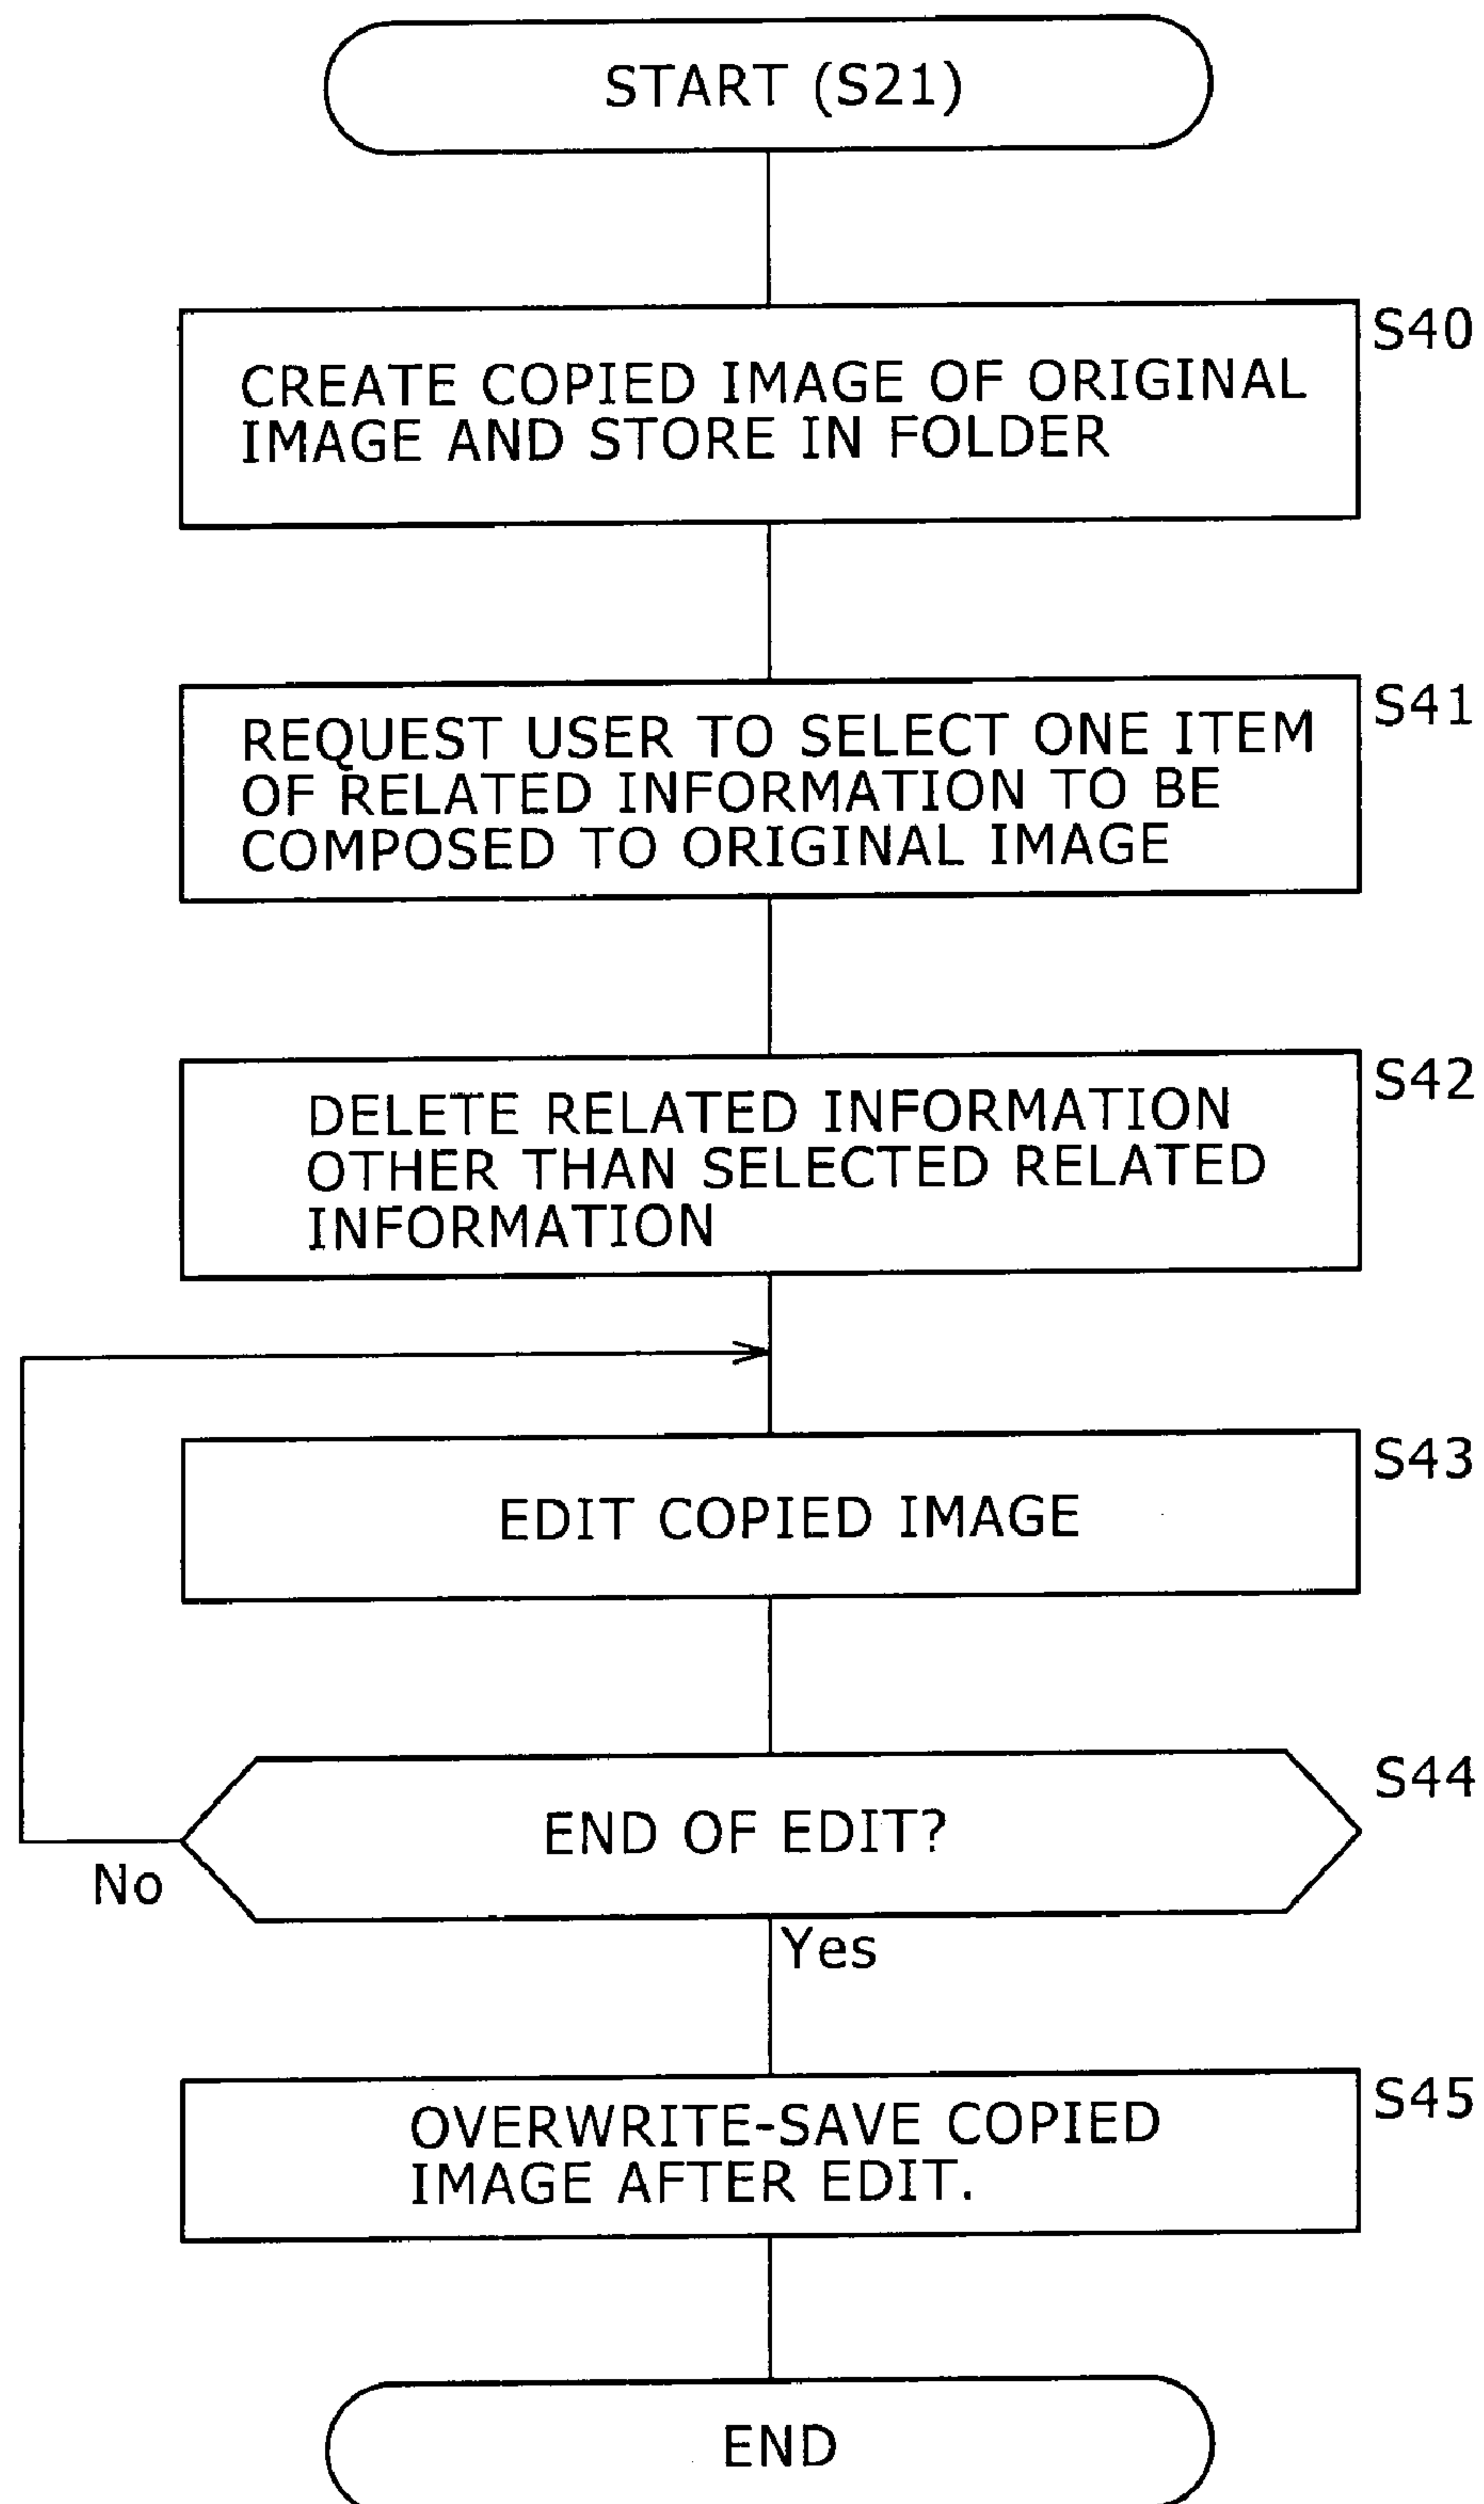 START (S21)
S40
CREATE COPIED IMAGE OF ORIGINAL
IMAGE AND STORE IN FOLDER
S41
REQUEST USER TO SELECT ONE ITEM
OF RELATED INFORMATION TO BE
COMPOSED TO ORIGINAL IMAGE
S42
DELETE RELATED INFORMATION
OTHER THAN SELECTED RELATED
INFORMATION
S43
EDIT COPIED IMAGE
S44
END OF EDIT?
No
Yes
S45
OVERWRITE-SAVE COPIED
IMAGE AFTER EDIT.
END